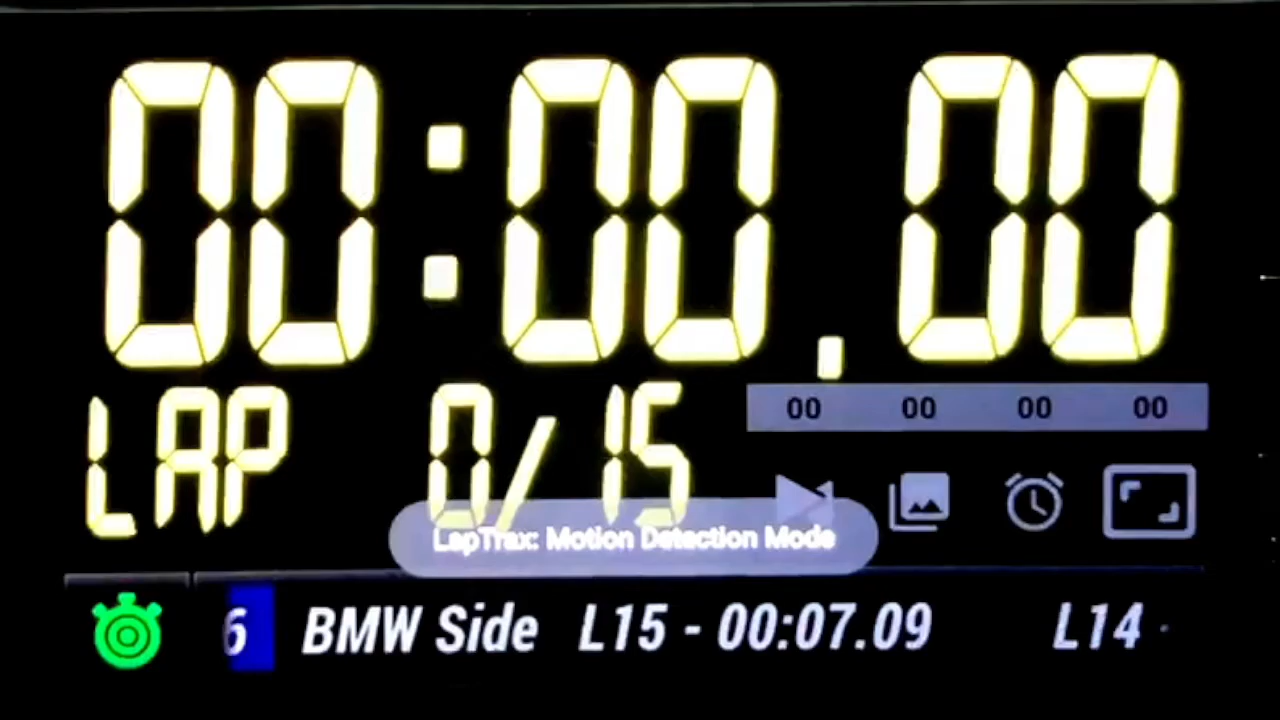 00:00.00
LAP 0/15
00 00 00 00
LapTrax: Motion Detection Mode
6 BMW Side L15 - 00:07.09 L14 -